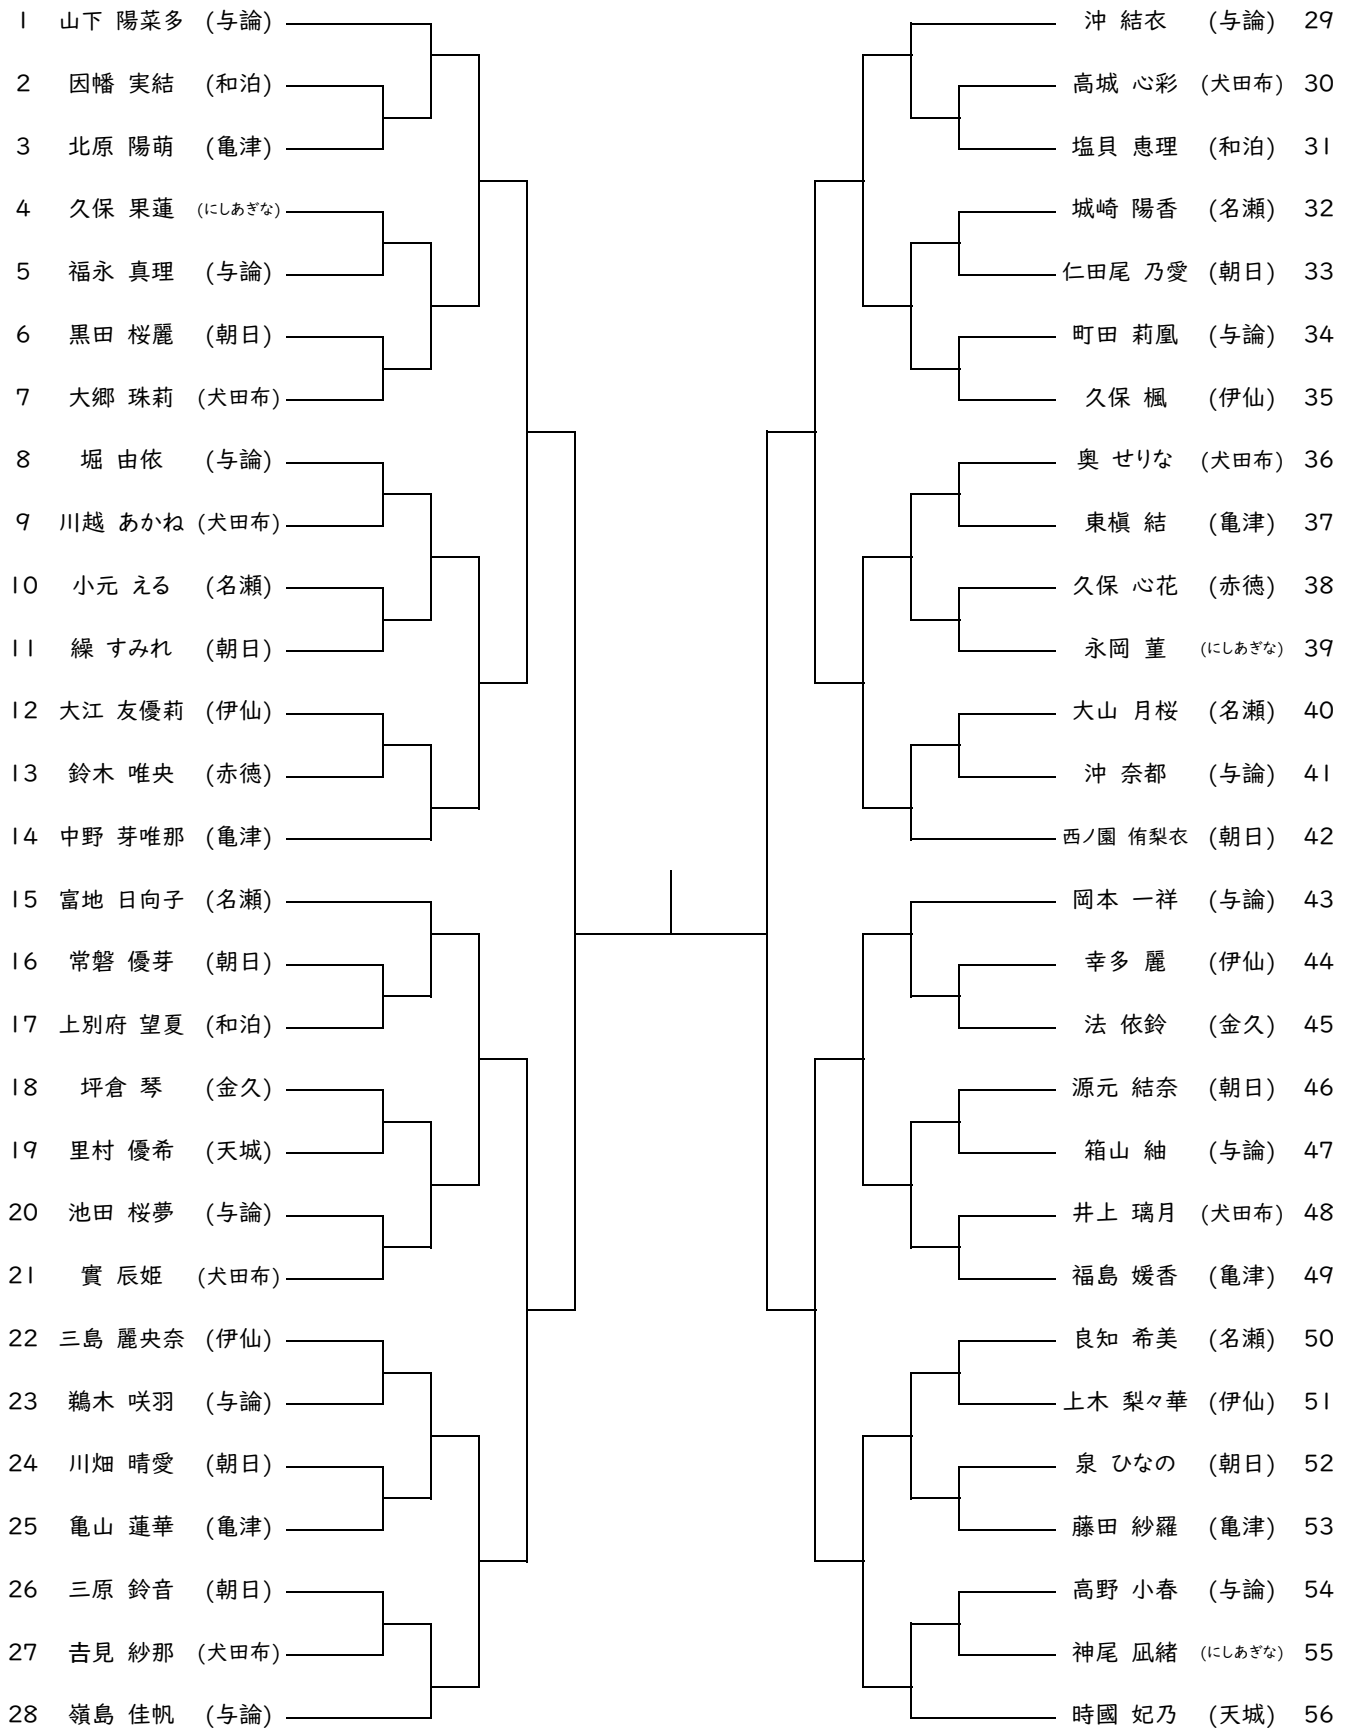 1 山下 陽菜多 (与論)
2 因幡 実結 (和泊)
3 北原 陽萌 (亀津)
4 久保 果蓮 (にしあぎな)
5 福永 真理 (与論)
6 黒田 桜麗 (朝日)
7 大郷 珠莉 (犬田布)
8 堀 由依 (与論)
9 川越 あかね (犬田布)
10 小元 える (名瀬)
11 繰 すみれ (朝日)
12 大江 友優莉 (伊仙)
13 鈴木 唯央 (赤徳)
14 中野 芽唯那 (亀津)
15 富地 日向子 (名瀬)
16 常磐 優芽 (朝日)
17 上別府 望夏 (和泊)
18 坪倉 琴 (金久)
19 里村 優希 (天城)
20 池田 桜夢 (与論)
21 實 辰姫 (犬田布)
22 三島 麗央奈 (伊仙)
23 鵜木 咲羽 (与論)
24 川畑 晴愛 (朝日)
25 亀山 蓮華 (亀津)
26 三原 鈴音 (朝日)
27 𠮷見 紗那 (犬田布)
28 嶺島 佳帆 (与論)
沖 結衣 (与論) 29
高城 心彩 (犬田布) 30
塩貝 恵理 (和泊) 31
城崎 陽香 (名瀬) 32
仁田尾 乃愛 (朝日) 33
町田 莉凰 (与論) 34
久保 楓 (伊仙) 35
奥 せりな (犬田布) 36
東槇 結 (亀津) 37
久保 心花 (赤徳) 38
永岡 菫 (にしあぎな) 39
大山 月桜 (名瀬) 40
沖 奈都 (与論) 41
西ノ園 侑梨衣 (朝日) 42
岡本 一祥 (与論) 43
幸多 麗 (伊仙) 44
法 依鈴 (金久) 45
源元 結奈 (朝日) 46
箱山 紬 (与論) 47
井上 璃月 (犬田布) 48
福島 媛香 (亀津) 49
良知 希美 (名瀬) 50
上木 梨々華 (伊仙) 51
泉 ひなの (朝日) 52
藤田 紗羅 (亀津) 53
高野 小春 (与論) 54
神尾 凪緒 (にしあぎな) 55
時國 妃乃 (天城) 56